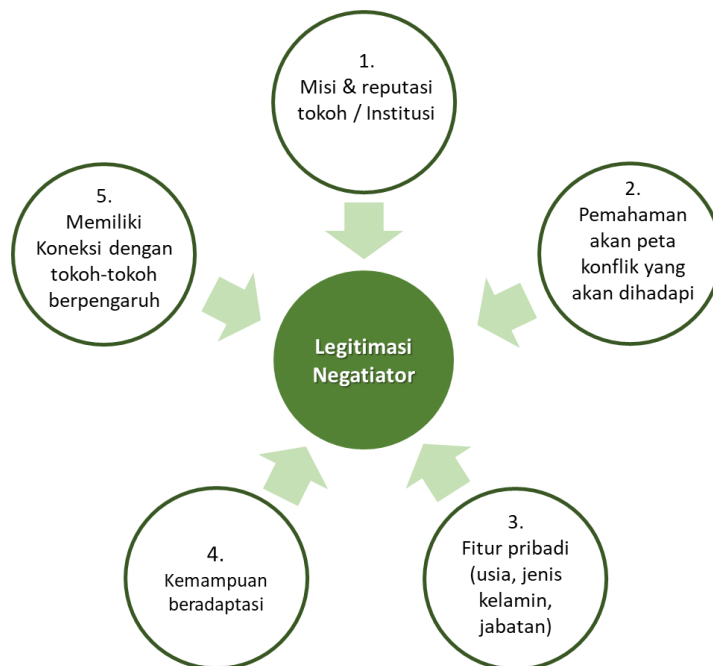 1.
Misi & reputasi
tokoh / Institusi
2.
Pemahaman
akan peta
konflik yang
akan dihadapi
3.
Fitur pribadi
(usia, jenis
kelamin,
jabatan)
4.
Kemampuan
beradaptasi
5.
Memiliki
Koneksi dengan
tokoh-tokoh
berpengaruh
Legitimasi
Negatiator